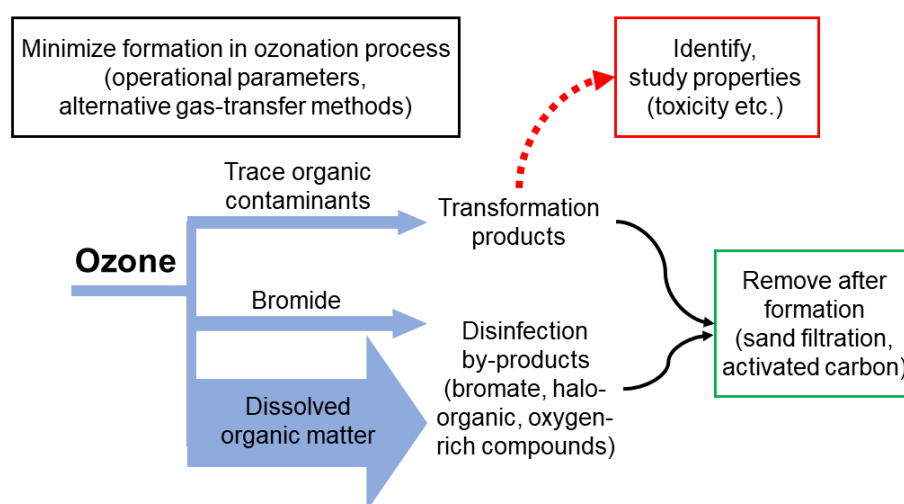 Minimize formation in ozonation process
(operational parameters,
alternative gas-transfer methods)
Identify,
study properties
(toxicity etc.)
Trace organic
contaminants
Transformation
products
Ozone
Bromide
Disinfection
by-products
(bromate, halo-
organic, oxygen-
rich compounds)
Dissolved
organic matter
Remove after
formation
(sand filtration,
activated carbon)